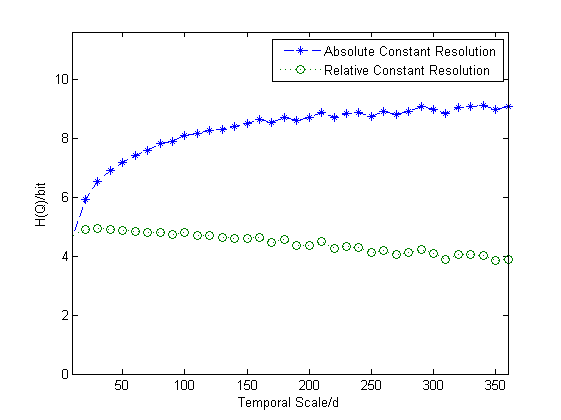 Absolute Constant Resolution
Relative Constant Resolution
10
8
6
4
2
0
H(Q)/bit
50 100 150 200 250 300 350
Temporal Scale/d